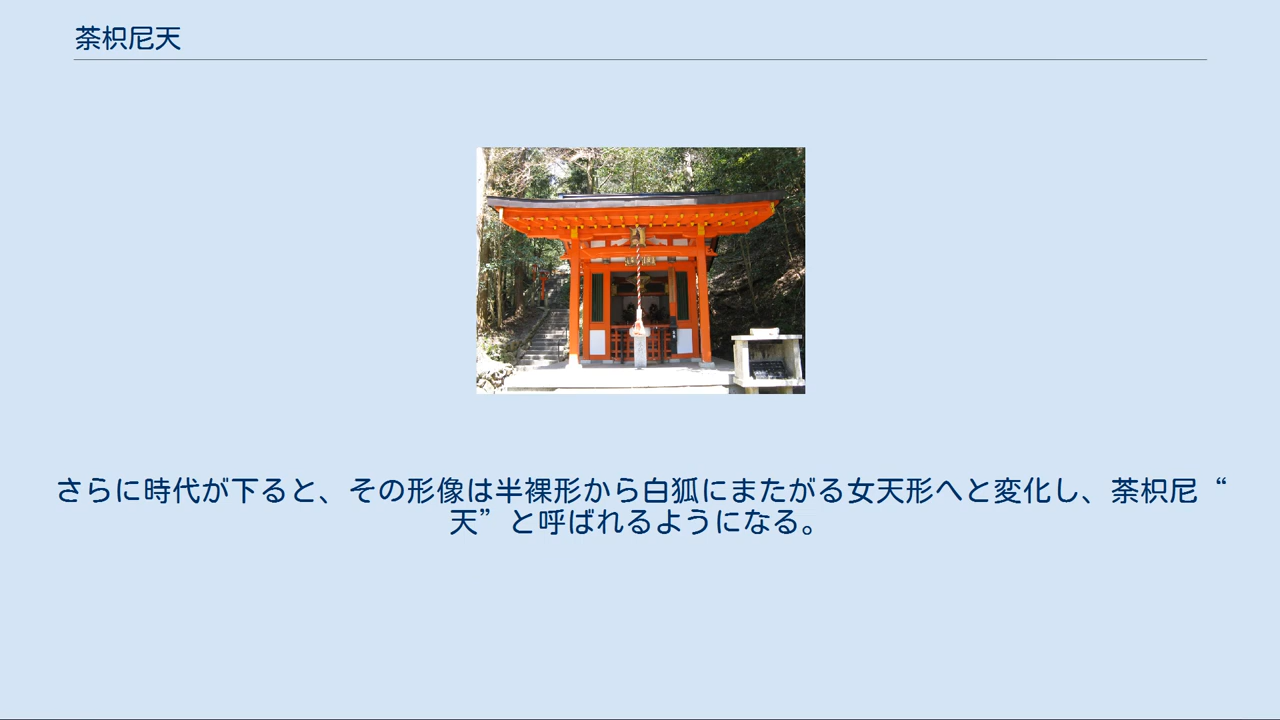 荼枳尼天
さらに時代が下ると、その形像は半裸形から白狐にまたがる女天形へと変化し、荼枳尼“
天”と呼ばれるようになる。